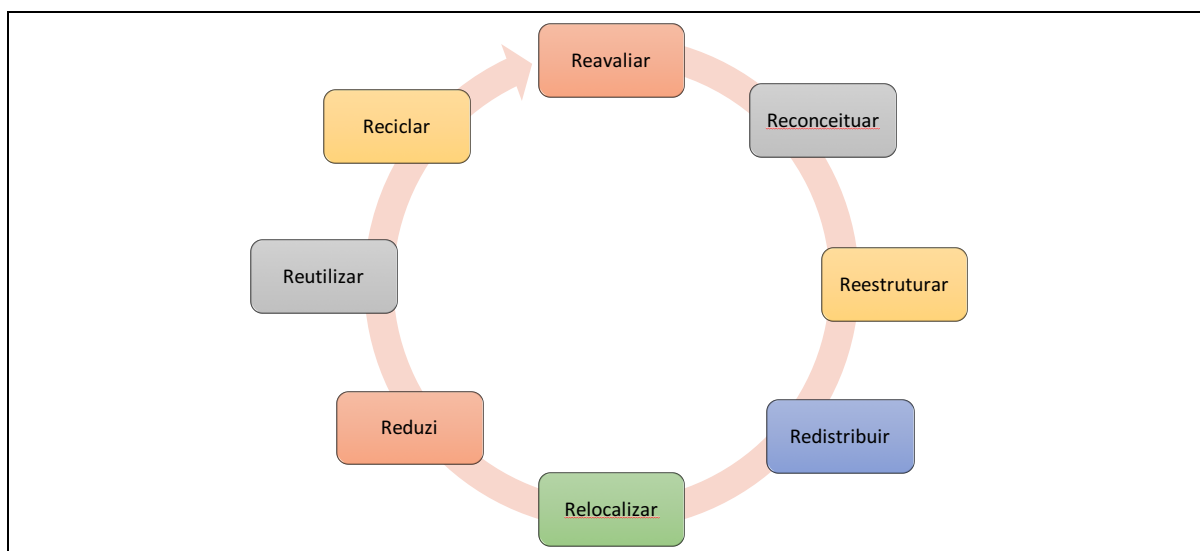 Reavaliar
Reconceituar
Reestruturar
Redistribuir
Relocalizar
Reduzi
Reutilizar
Reciclar